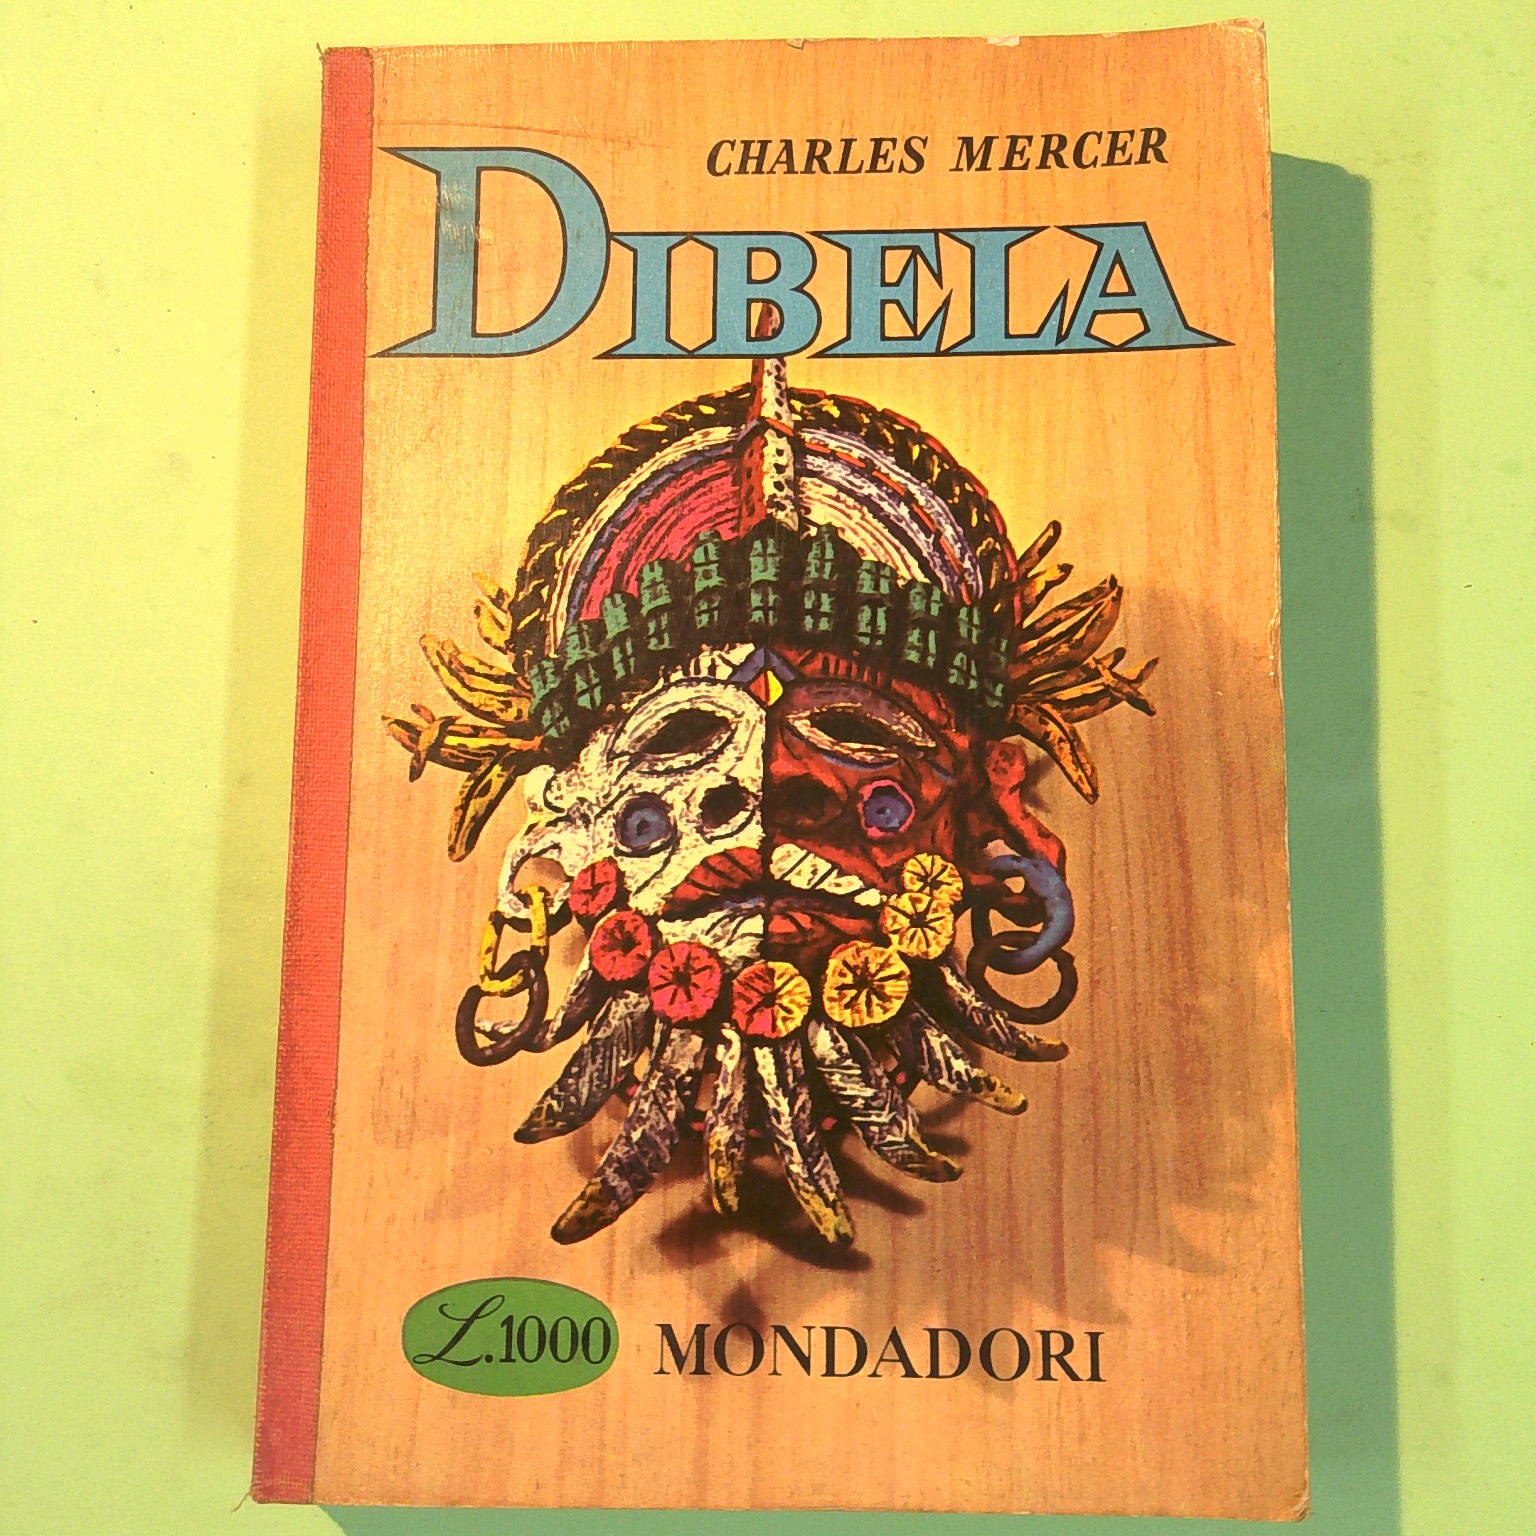 CHARLES MERCER
DIBELA
L.1000
MONDADORI